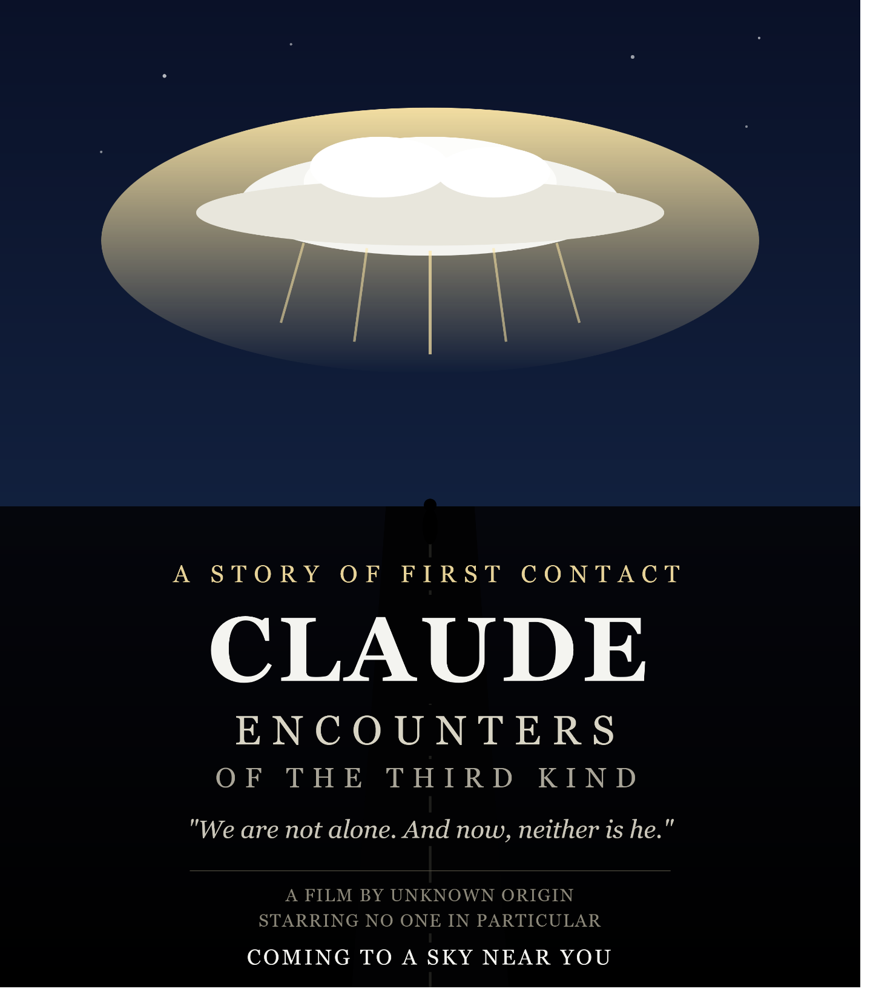 A STORY OF FIRST CONTACT
CLAUDE
ENCOUNTERS
OF THE THIRD KIND
"We are not alone. And now, neither is he."
A FILM BY UNKNOWN ORIGIN
STARRING NO ONE IN PARTICULAR
COMING TO A SKY NEAR YOU